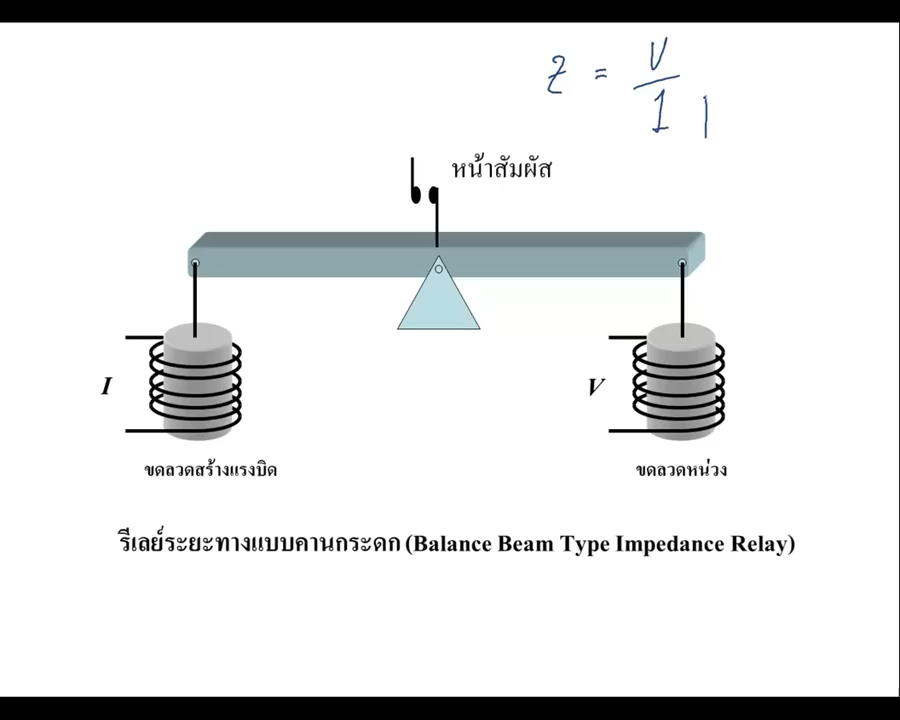 Z = V
I |
หน้าสัมผัส
I
V
ขดลวดสร้างแรงบิด
ขดลวดหน่วง
รีเลย์ระยะทางแบบคานกระดก (Balance Beam Type Impedance Relay)